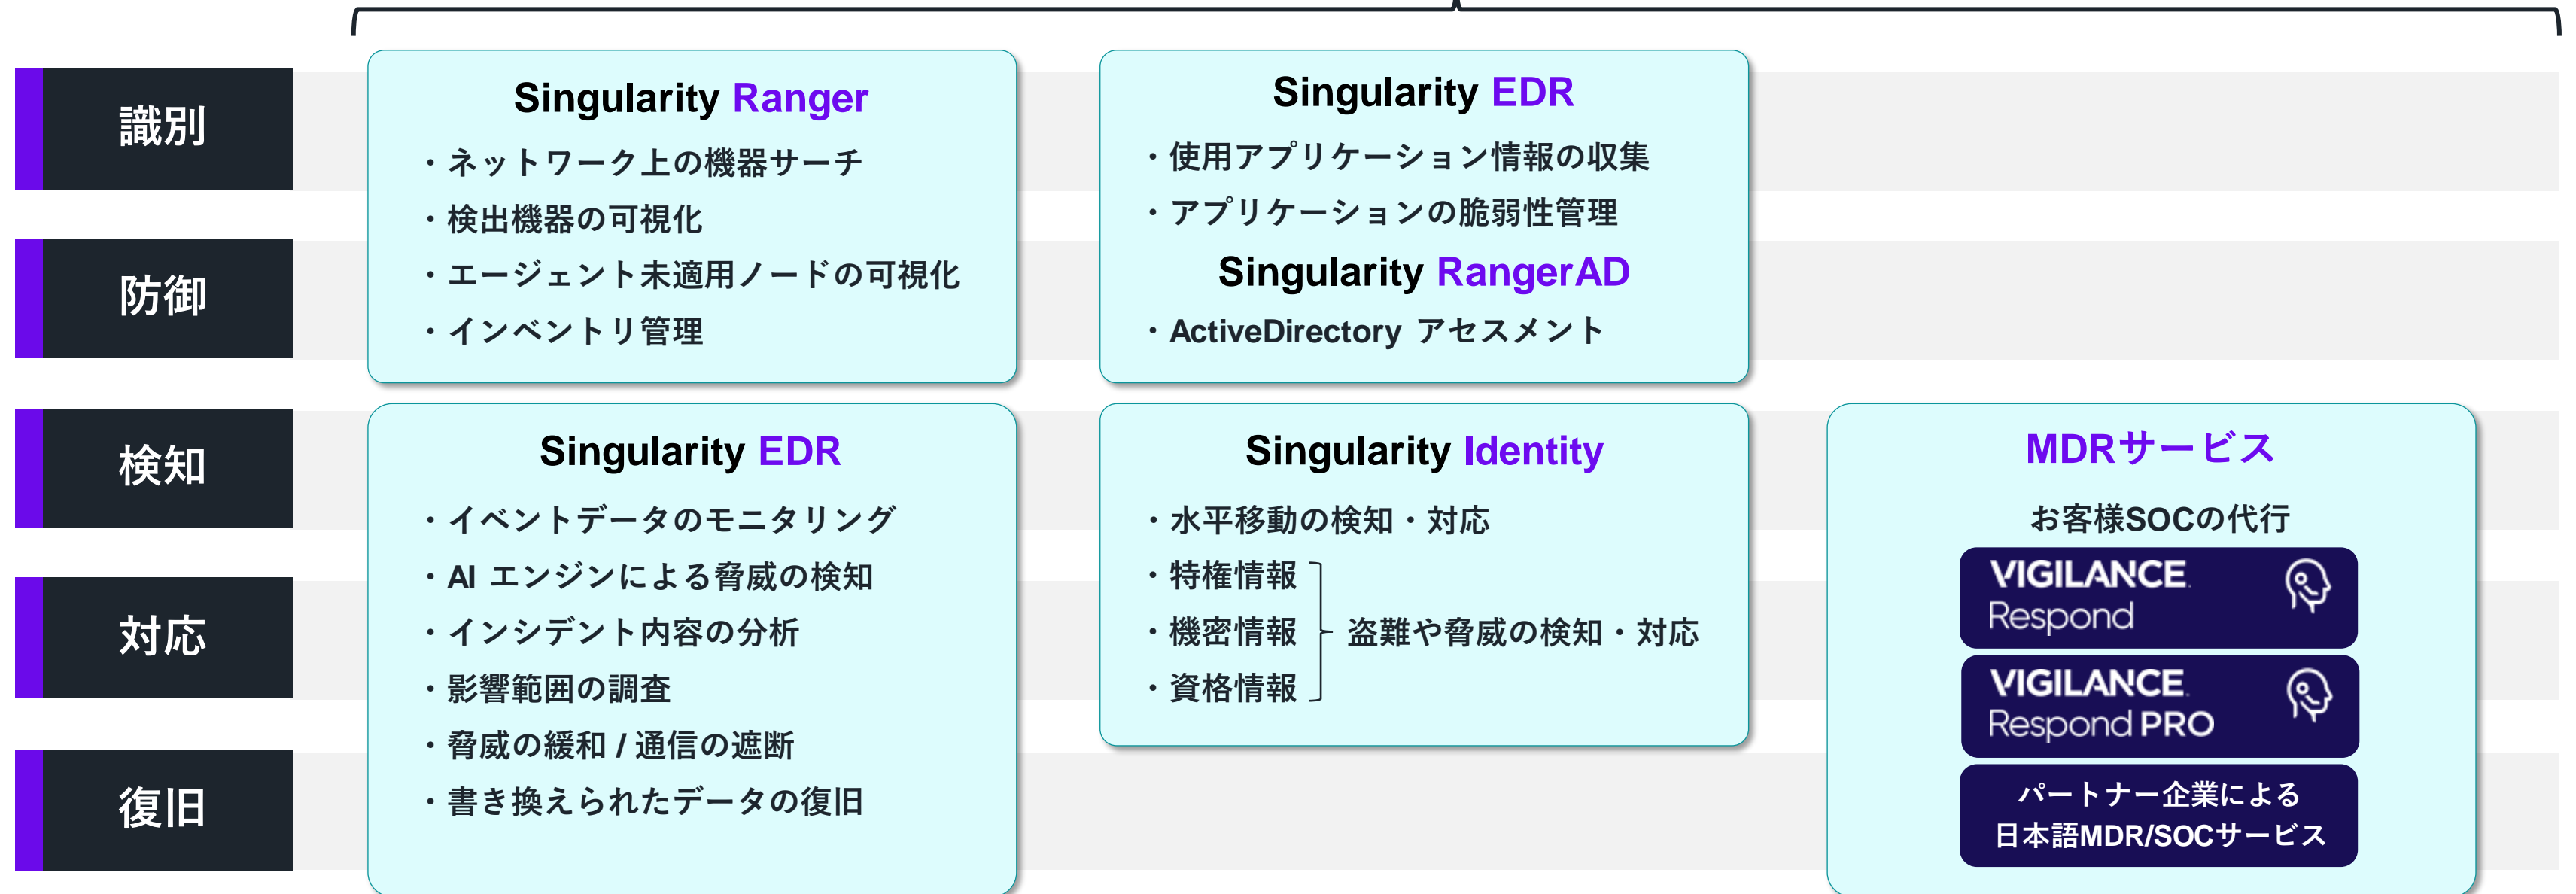 識別
防御
検知
対応
復旧
Singularity Ranger
・ネットワーク上の機器サーチ
・検出機器の可視化
・エージェント未適用ノードの可視化
・インベントリ管理
Singularity EDR
・使用アプリケーション情報の収集
・アプリケーションの脆弱性管理
Singularity RangerAD
・ActiveDirectory アセスメント
Singularity EDR
・イベントデータのモニタリング
・AI エンジンによる脅威の検知
・インシデント内容の分析
・影響範囲の調査
・脅威の緩和 / 通信の遮断
・書き換えられたデータの復旧
Singularity Identity
・水平移動の検知・対応
・特権情報
・機密情報
・資格情報
盗難や脅威の検知・対応
MDRサービス
お客様SOCの代行
VIGILANCE
Respond
VIGILANCE
Respond PRO
パートナー企業による
日本語MDR/SOCサービス